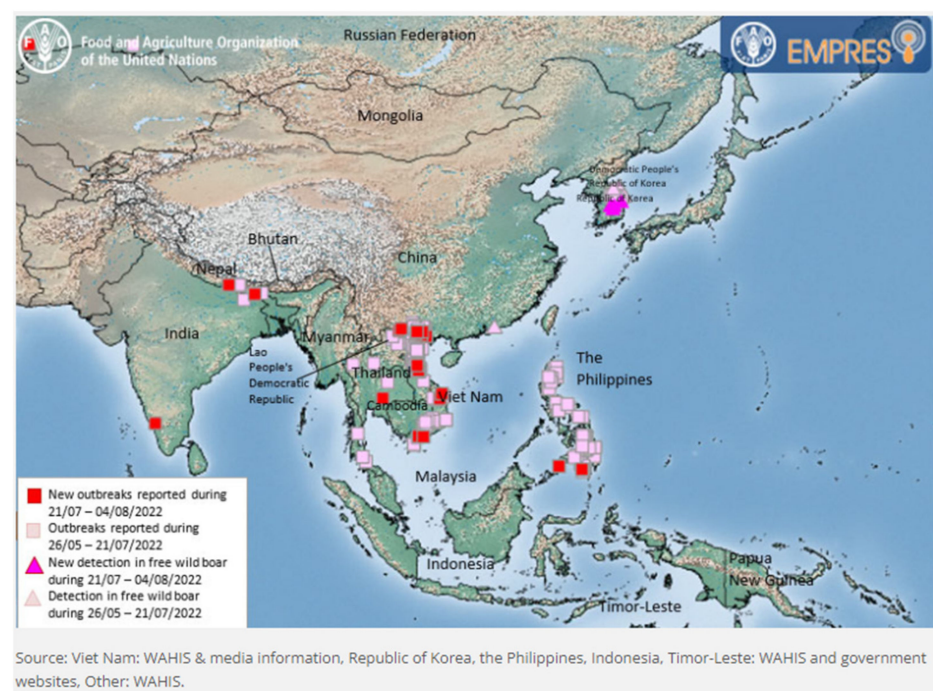 Food and Agriculture Organization
of the United Nations
Russian Federation
FAO
EMPRES
Mongolia
Democratic People's
Republic of Korea
Republic of Korea
Bhutan
China
Nepal
India
Myanmar
Lao
People's
Democratic
Republic
Thailand
The
Philippines
Cambodia
Viet Nam
Malaysia
Indonesia
Papua
New Guinea
Timor-Leste
New outbreaks reported during
21/07 – 04/08/2022
Outbreaks reported during
26/05 – 21/07/2022
New detection in free wild boar
during 21/07 – 04/08/2022
Detection in free wild boar
during 26/05 – 21/07/2022
Source: Viet Nam: WAHIS & media information, Republic of Korea, the Philippines, Indonesia, Timor-Leste: WAHIS and government
websites, Other: WAHIS.